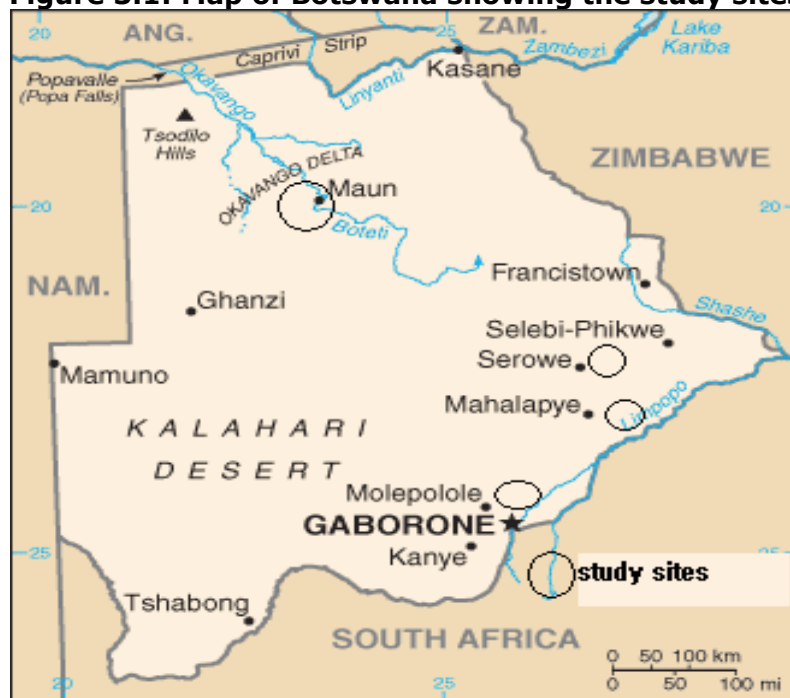 Figure 3.1: Map of Botswana showing the study sites
20
ANG.
25
ZAM.
Lake
Kariba
Zambezi
Caprivi Strip
Popavalle
(Popa Falls)
Okavango
Kasane
Linyanti
Tsodilo
Hills
ZIMBABWE
OKAVANGO DELTA
Maun
20
20
Boteti
Francistown
NAM.
Ghanzi
Shashe
Selebi-Phikwe
Serowe
Mamuno
Mahalapye
Limpopo
KALAHARI
DESERT
Molepolole
GABORONE
25
Kanye
25
study sites
Tshabong
SOUTH AFRICA
0 50 100 km
0 50 100 mi
20
25